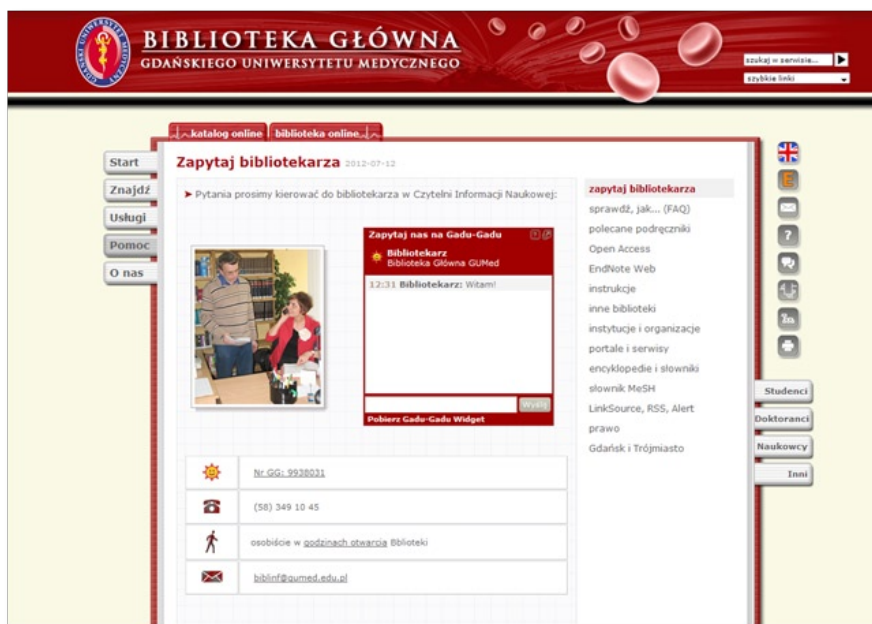 BIBLIOTEKA GŁÓWNA
GDAŃSKIEGO UNIWERSYTETU MEDYCZNEGO
szukaj w serwisie...
szybkie linki
katalog online
biblioteka online
Start
Znajdź
Usługi
Pomoc
O nas
Zapytaj bibliotekarza 2012-07-12
Pytania prosimy kierować do bibliotekarza w Czytelni Informacji Naukowej:
Zapytaj nas na Gadu-Gadu
Bibliotekarz
Biblioteka Główna GUMed
12:31 Bibliotekarz: Witam!
Wyślij
Pobierz Gadu-Gadu Widget
Nr GG: 9938031
(58) 349 10 45
osobiście w godzinach otwarcia Bblioteki
biblinf@gumed.edu.pl
zapytaj bibliotekarza
sprawdź, jak... (FAQ)
polecane podręczniki
Open Access
EndNote Web
instrukcje
inne biblioteki
instytucje i organizacje
portale i serwisy
encyklopedie i słowniki
słownik MeSH
LinkSource, RSS, Alert
prawo
Gdańsk i Trójmiasto
E
?
Studenci
Doktoranci
Naukowcy
Inni